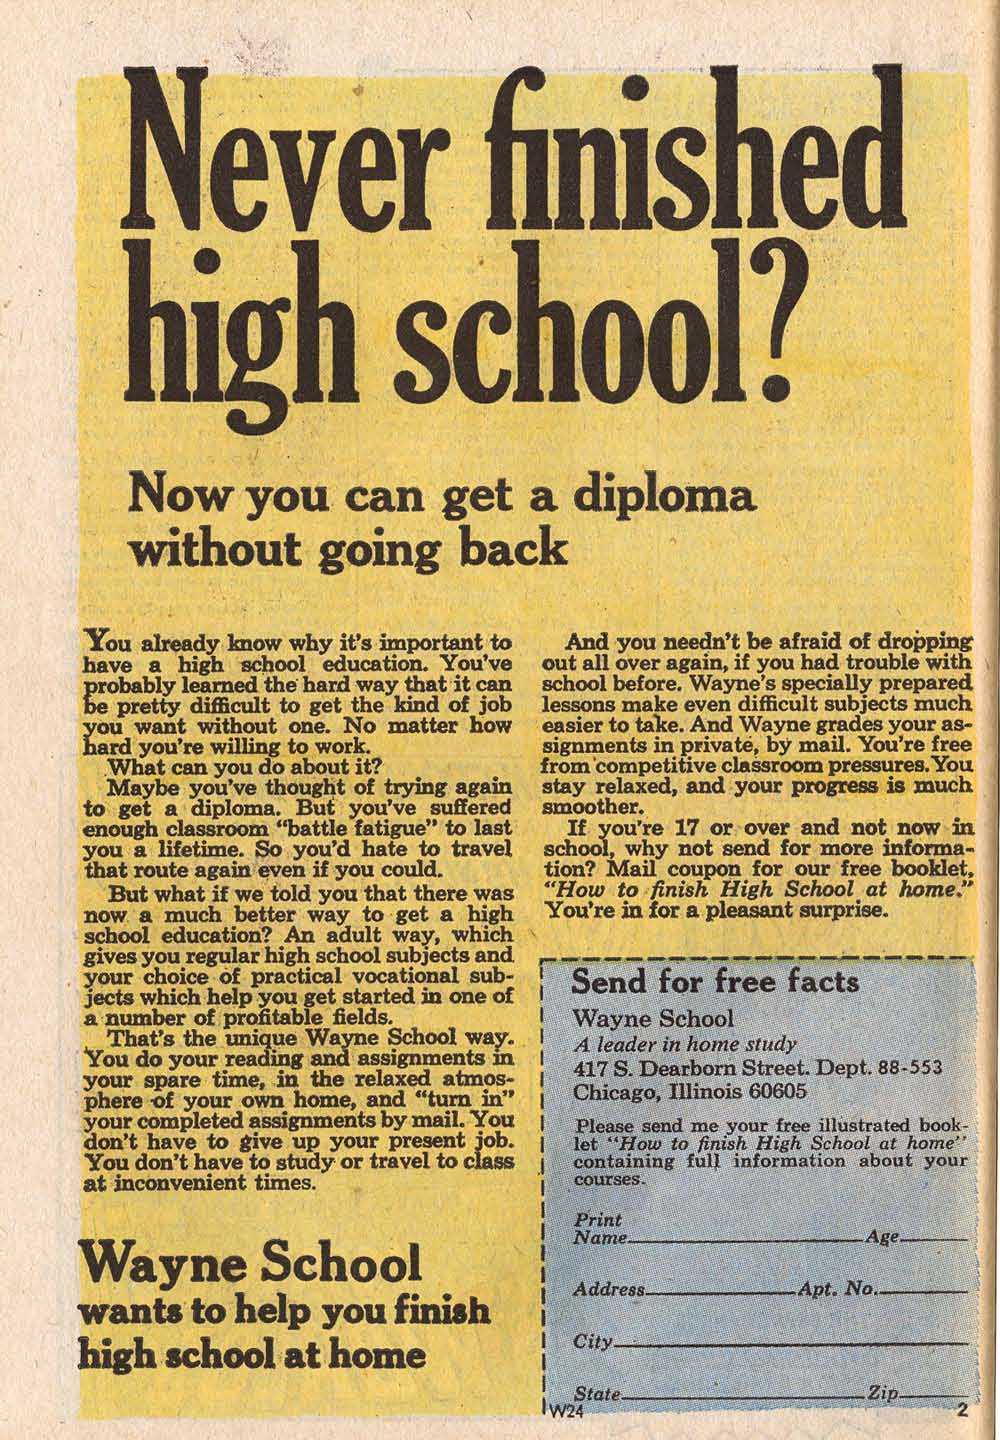 Never finished
high school?
Now you can get a diploma
without going back
You already know why it's important to
have a high school education. You've
probably learned the hard way that it can
be pretty difficult to get the kind of job
you want without one. No matter how
hard you're willing to work.
What can you do about it?
Maybe you've thought of trying again
to get a diploma. But you've suffered
enough classroom "battle fatigue" to last
you a lifetime. So you'd hate to travel
that route again even if you could.
But what if we told you that there was
now a much better way to get a high
school education? An adult way, which
gives you regular high school subjects and
your choice of practical vocational sub-
jects which help you get started in one of
a number of profitable fields.
That's the unique Wayne School way.
You do your reading and assignments in
your spare time, in the relaxed atmos-
phere of your own home, and "turn in"
your completed assignments by mail. You
don't have to give up your present job.
You don't have to study or travel to class
at inconvenient times.
Wayne School
wants to help you finish
high school at home
And you needn't be afraid of dropping
out all over again, if you had trouble with
school before. Wayne's specially prepared
lessons make even difficult subjects much
easier to take. And Wayne grades your as-
signments in private, by mail. You're free
from competitive classroom pressures. You
stay relaxed, and your progress is much
smoother.
If you're 17 or over and not now in
school, why not send for more informa-
tion? Mail coupon for our free booklet,
"How to finish High School at home."
You're in for a pleasant surprise.
Send for free facts
Wayne School
A leader in home study
417 S. Dearborn Street. Dept. 88-553
Chicago, Illinois 60605
Please send me your free illustrated book-
let "How to finish High School at home"
containing full information about your
courses.
Print
Name Age
Address Apt. No.
City
State Zip
W24 2